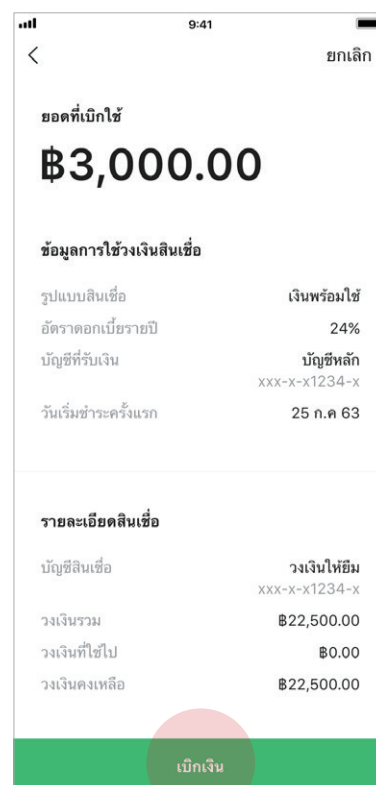 9:41
ยกเลิก
ยอดที่เบิกใช้
฿3,000.00
ข้อมูลการใช้วงเงินสินเชื่อ
รูปแบบสินเชื่อ เงินพร้อมใช้
อัตราดอกเบี้ยรายปี 24%
บัญชีที่รับเงิน บัญชีหลัก
xxx-x-x1234-x
วันเริ่มชำระครั้งแรก 25 ก.ค 63
รายละเอียดสินเชื่อ
บัญชีสินเชื่อ วงเงินให้ยืม
xxx-x-x1234-x
วงเงินรวม ฿22,500.00
วงเงินที่ใช้ไป ฿0.00
วงเงินคงเหลือ ฿22,500.00
เบิกเงิน